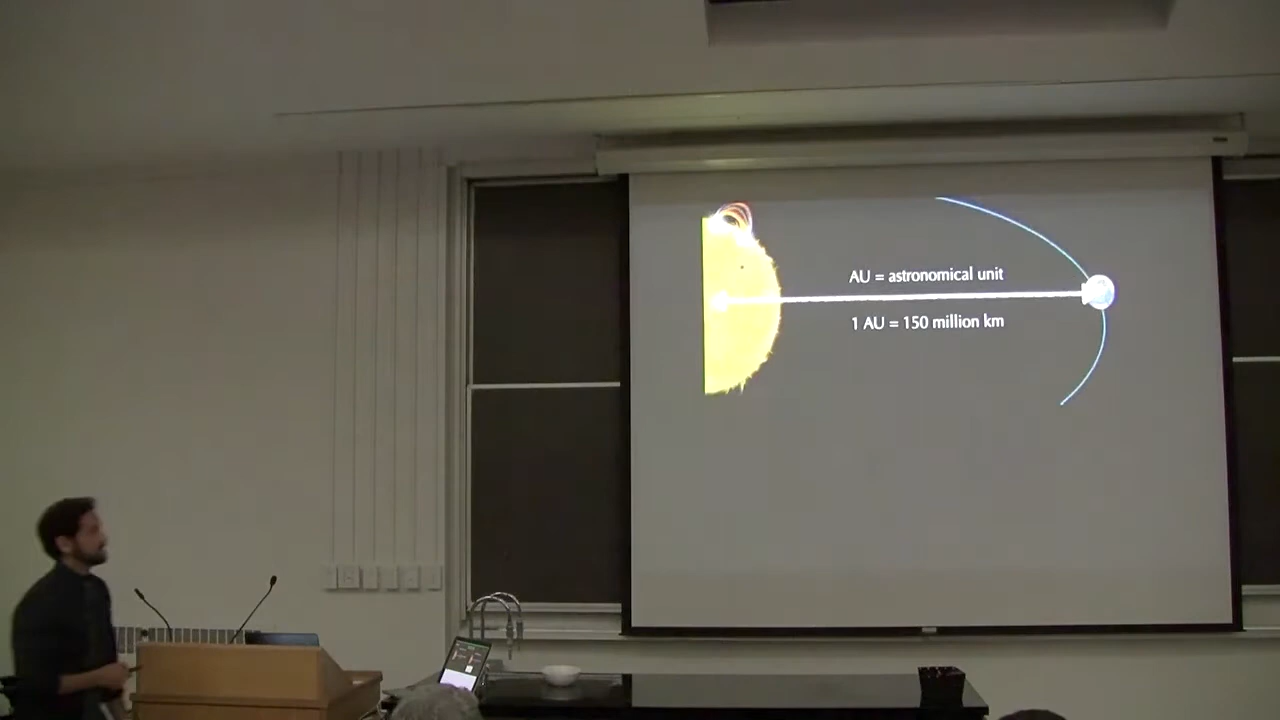 AU = astronomical unit
1 AU = 150 million km